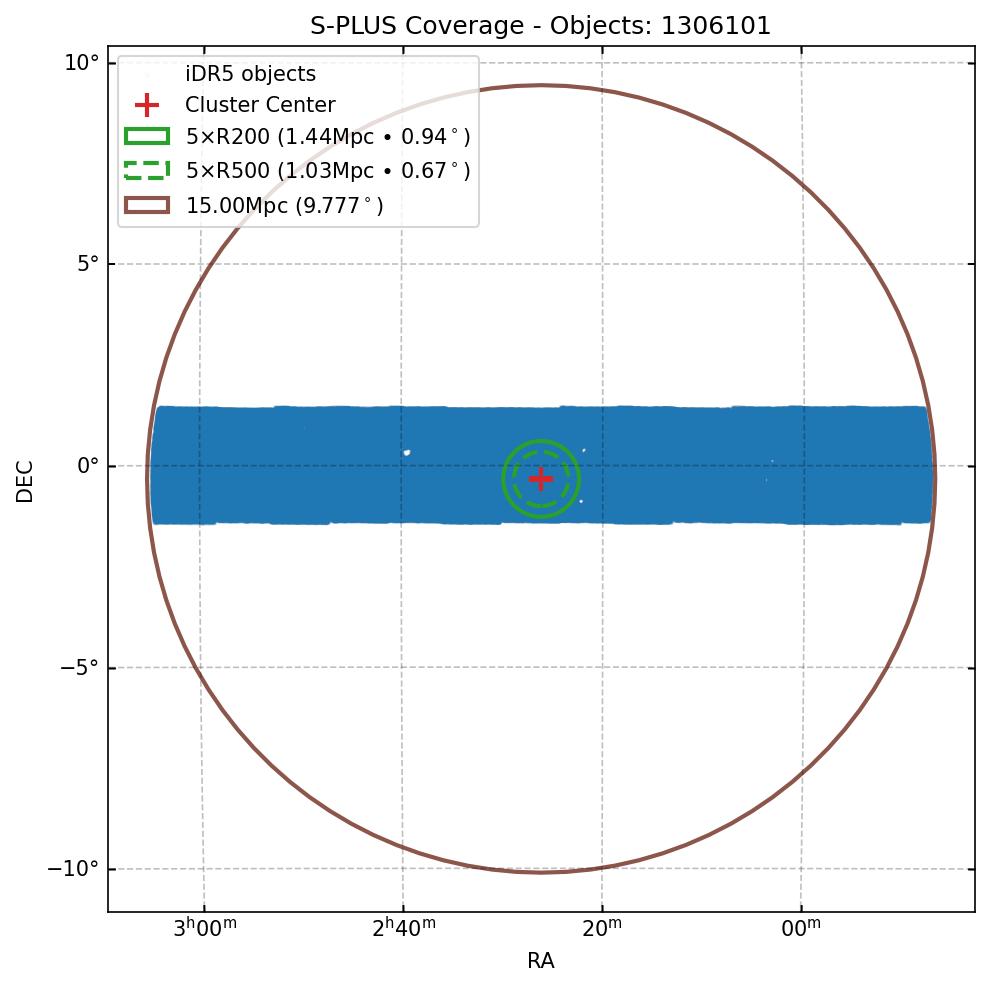 S-PLUS Coverage - Objects: 1306101
iDR5 objects
Cluster Center
5×R200 (1.44Mpc • 0.94°)
5×R500 (1.03Mpc • 0.67°)
15.00Mpc (9.777°)
10°
5°
0°
−5°
−10°
DEC
3ʰ00ᵐ 2ʰ40ᵐ 20ᵐ 00ᵐ
RA